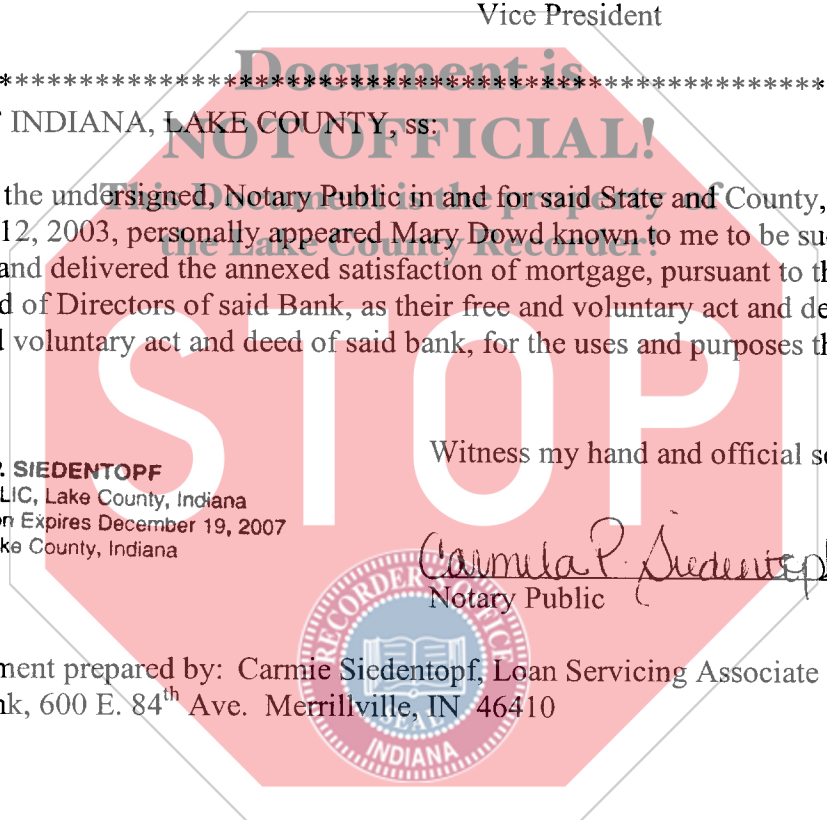 Vice President
Document is
****************************************************
INDIANA, LAKE COUNTY, ss:
NOT OFFICIAL!
the undersigned, Notary Public in and for said State and County,
This Document is the property of
12, 2003, personally appeared Mary Dowd known to me to be su
the Lake County Recorder!
and delivered the annexed satisfaction of mortgage, pursuant to th
d of Directors of said Bank, as their free and voluntary act and de
l voluntary act and deed of said bank, for the uses and purposes th
STOP
Witness my hand and official se
P. SIEDENTOPF
LIC, Lake County, Indiana
on Expires December 19, 2007
ke County, Indiana
Carmela P. Siedentopf
Notary Public
RECORDER'S OFFICE
SEAL
INDIANA
ment prepared by: Carmie Siedentopf, Loan Servicing Associate
nk, 600 E. 84th Ave. Merrillville, IN 46410